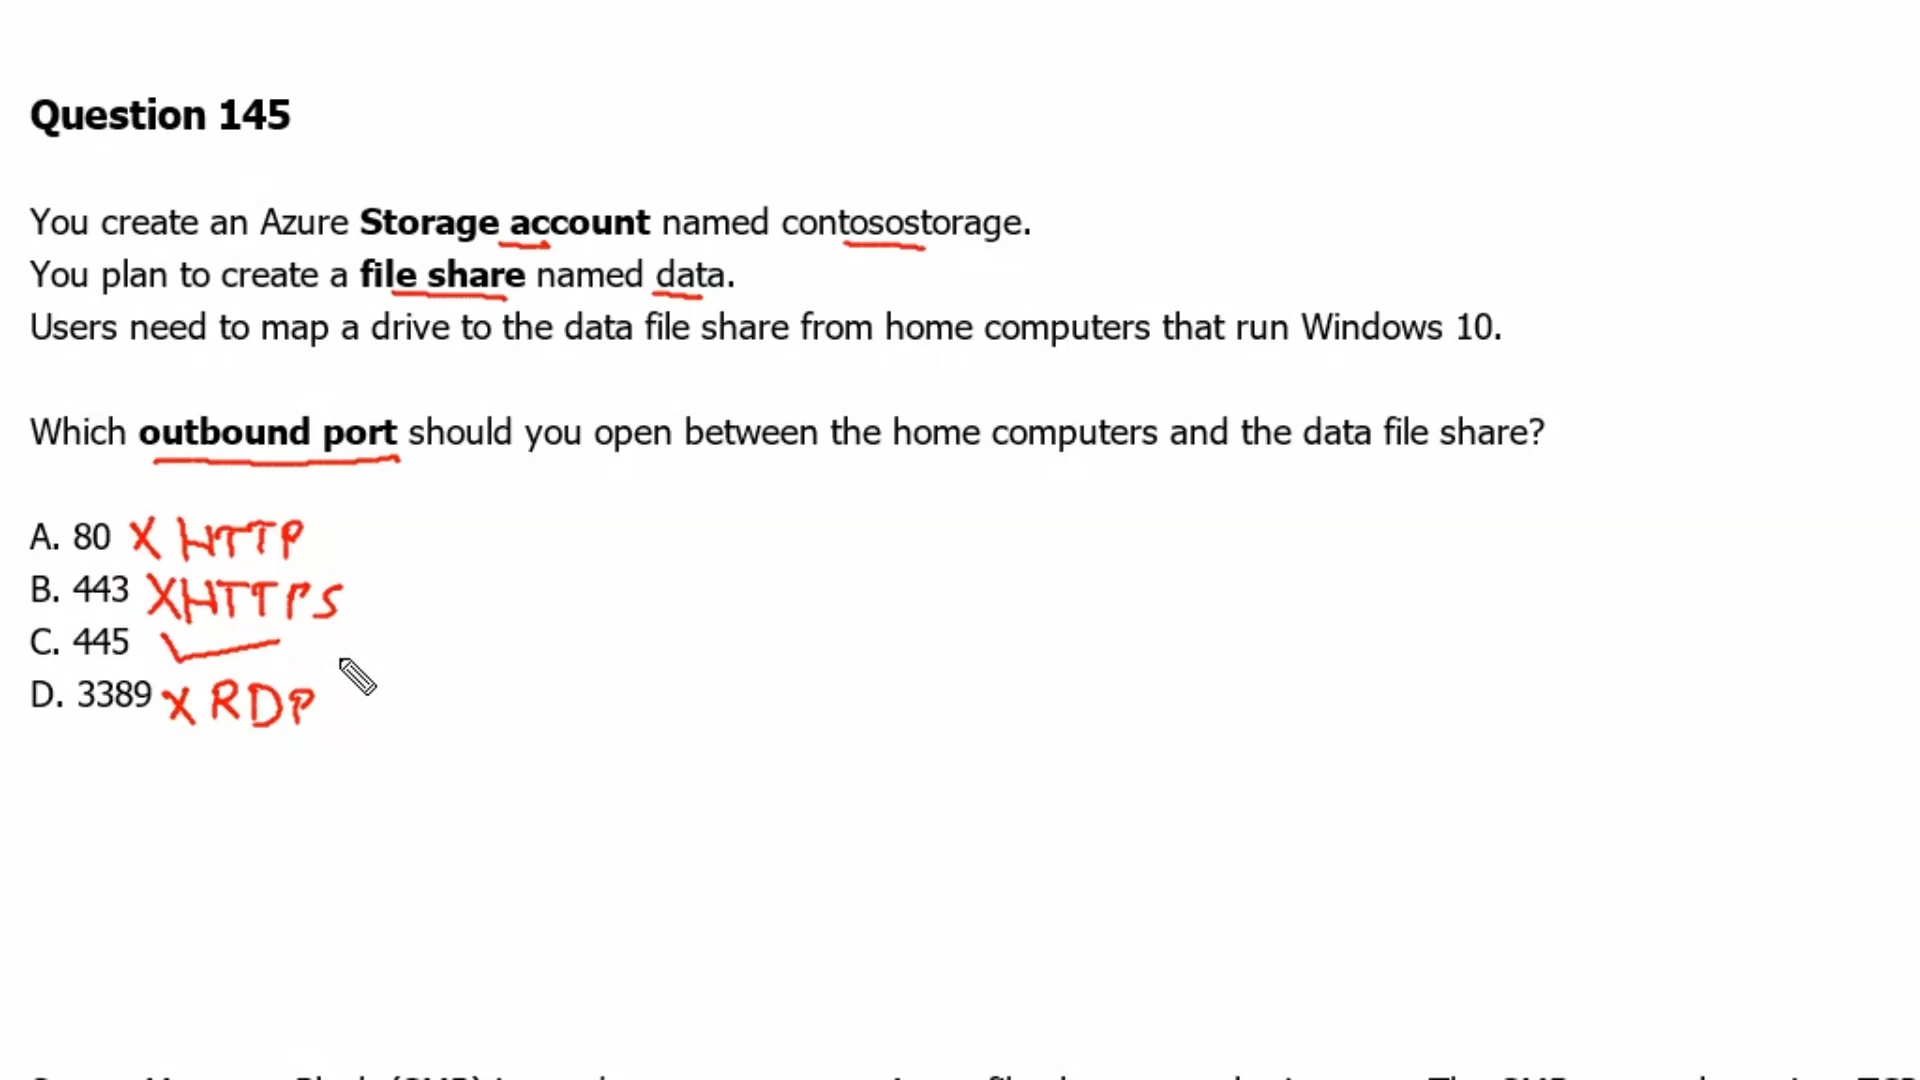 Question 145
You create an Azure Storage account named contosostorage.
You plan to create a file share named data.
Users need to map a drive to the data file share from home computers that run Windows 10.
Which outbound port should you open between the home computers and the data file share?
A. 80 X HTTP
B. 443 X HTTPS
C. 445
D. 3389 X RDP